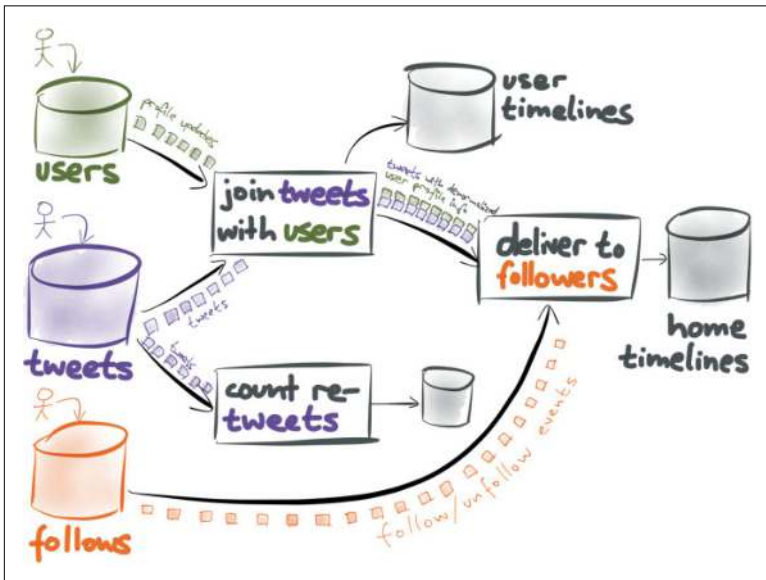 users
profile updates
join tweets
with users
user
timelines
tweets with denormalized
user profile info
deliver to
followers
home
timelines
tweets
tweets
tweets
count re-
tweets
follows
follow/unfollow events